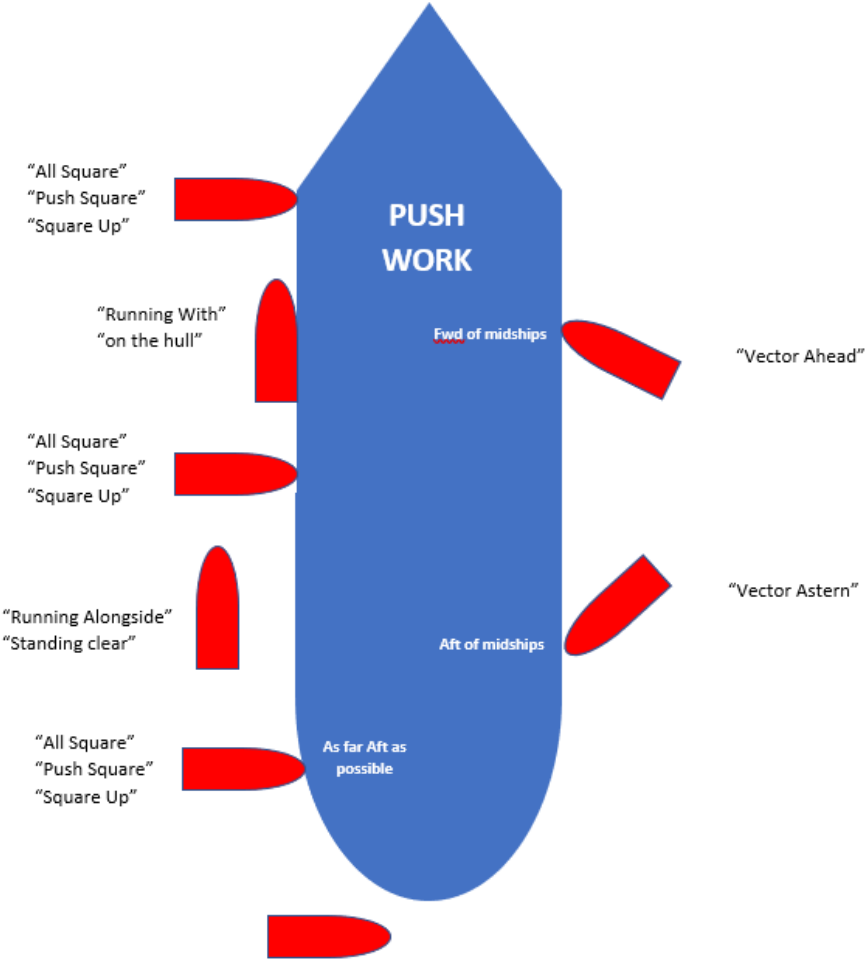 “All Square”
“Push Square”
“Square Up”
PUSH
WORK
“Running With”
“on the hull”
Fwd of midships
“Vector Ahead”
“All Square”
“Push Square”
“Square Up”
“Running Alongside”
“Standing clear”
“Vector Astern”
Aft of midships
“All Square”
“Push Square”
“Square Up”
As far Aft as
possible